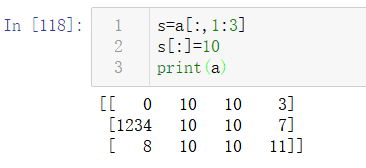 In [118]:
1 s=a[:,1:3]
2 s[:]=10
3 print(a)
[[   0   10   10    3]
 [1234   10   10    7]
 [   8   10   10   11]]